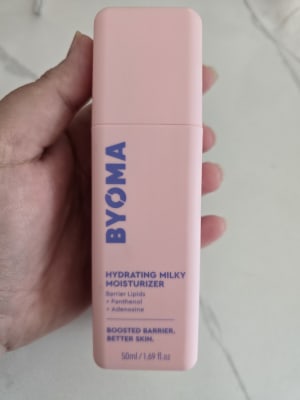 BYOMA
HYDRATING MILKY
MOISTURIZER
Barrier Lipids
+ Panthenol
+ Adenosine
BOOSTED BARRIER.
BETTER SKIN.
50ml / 1.69 fl oz